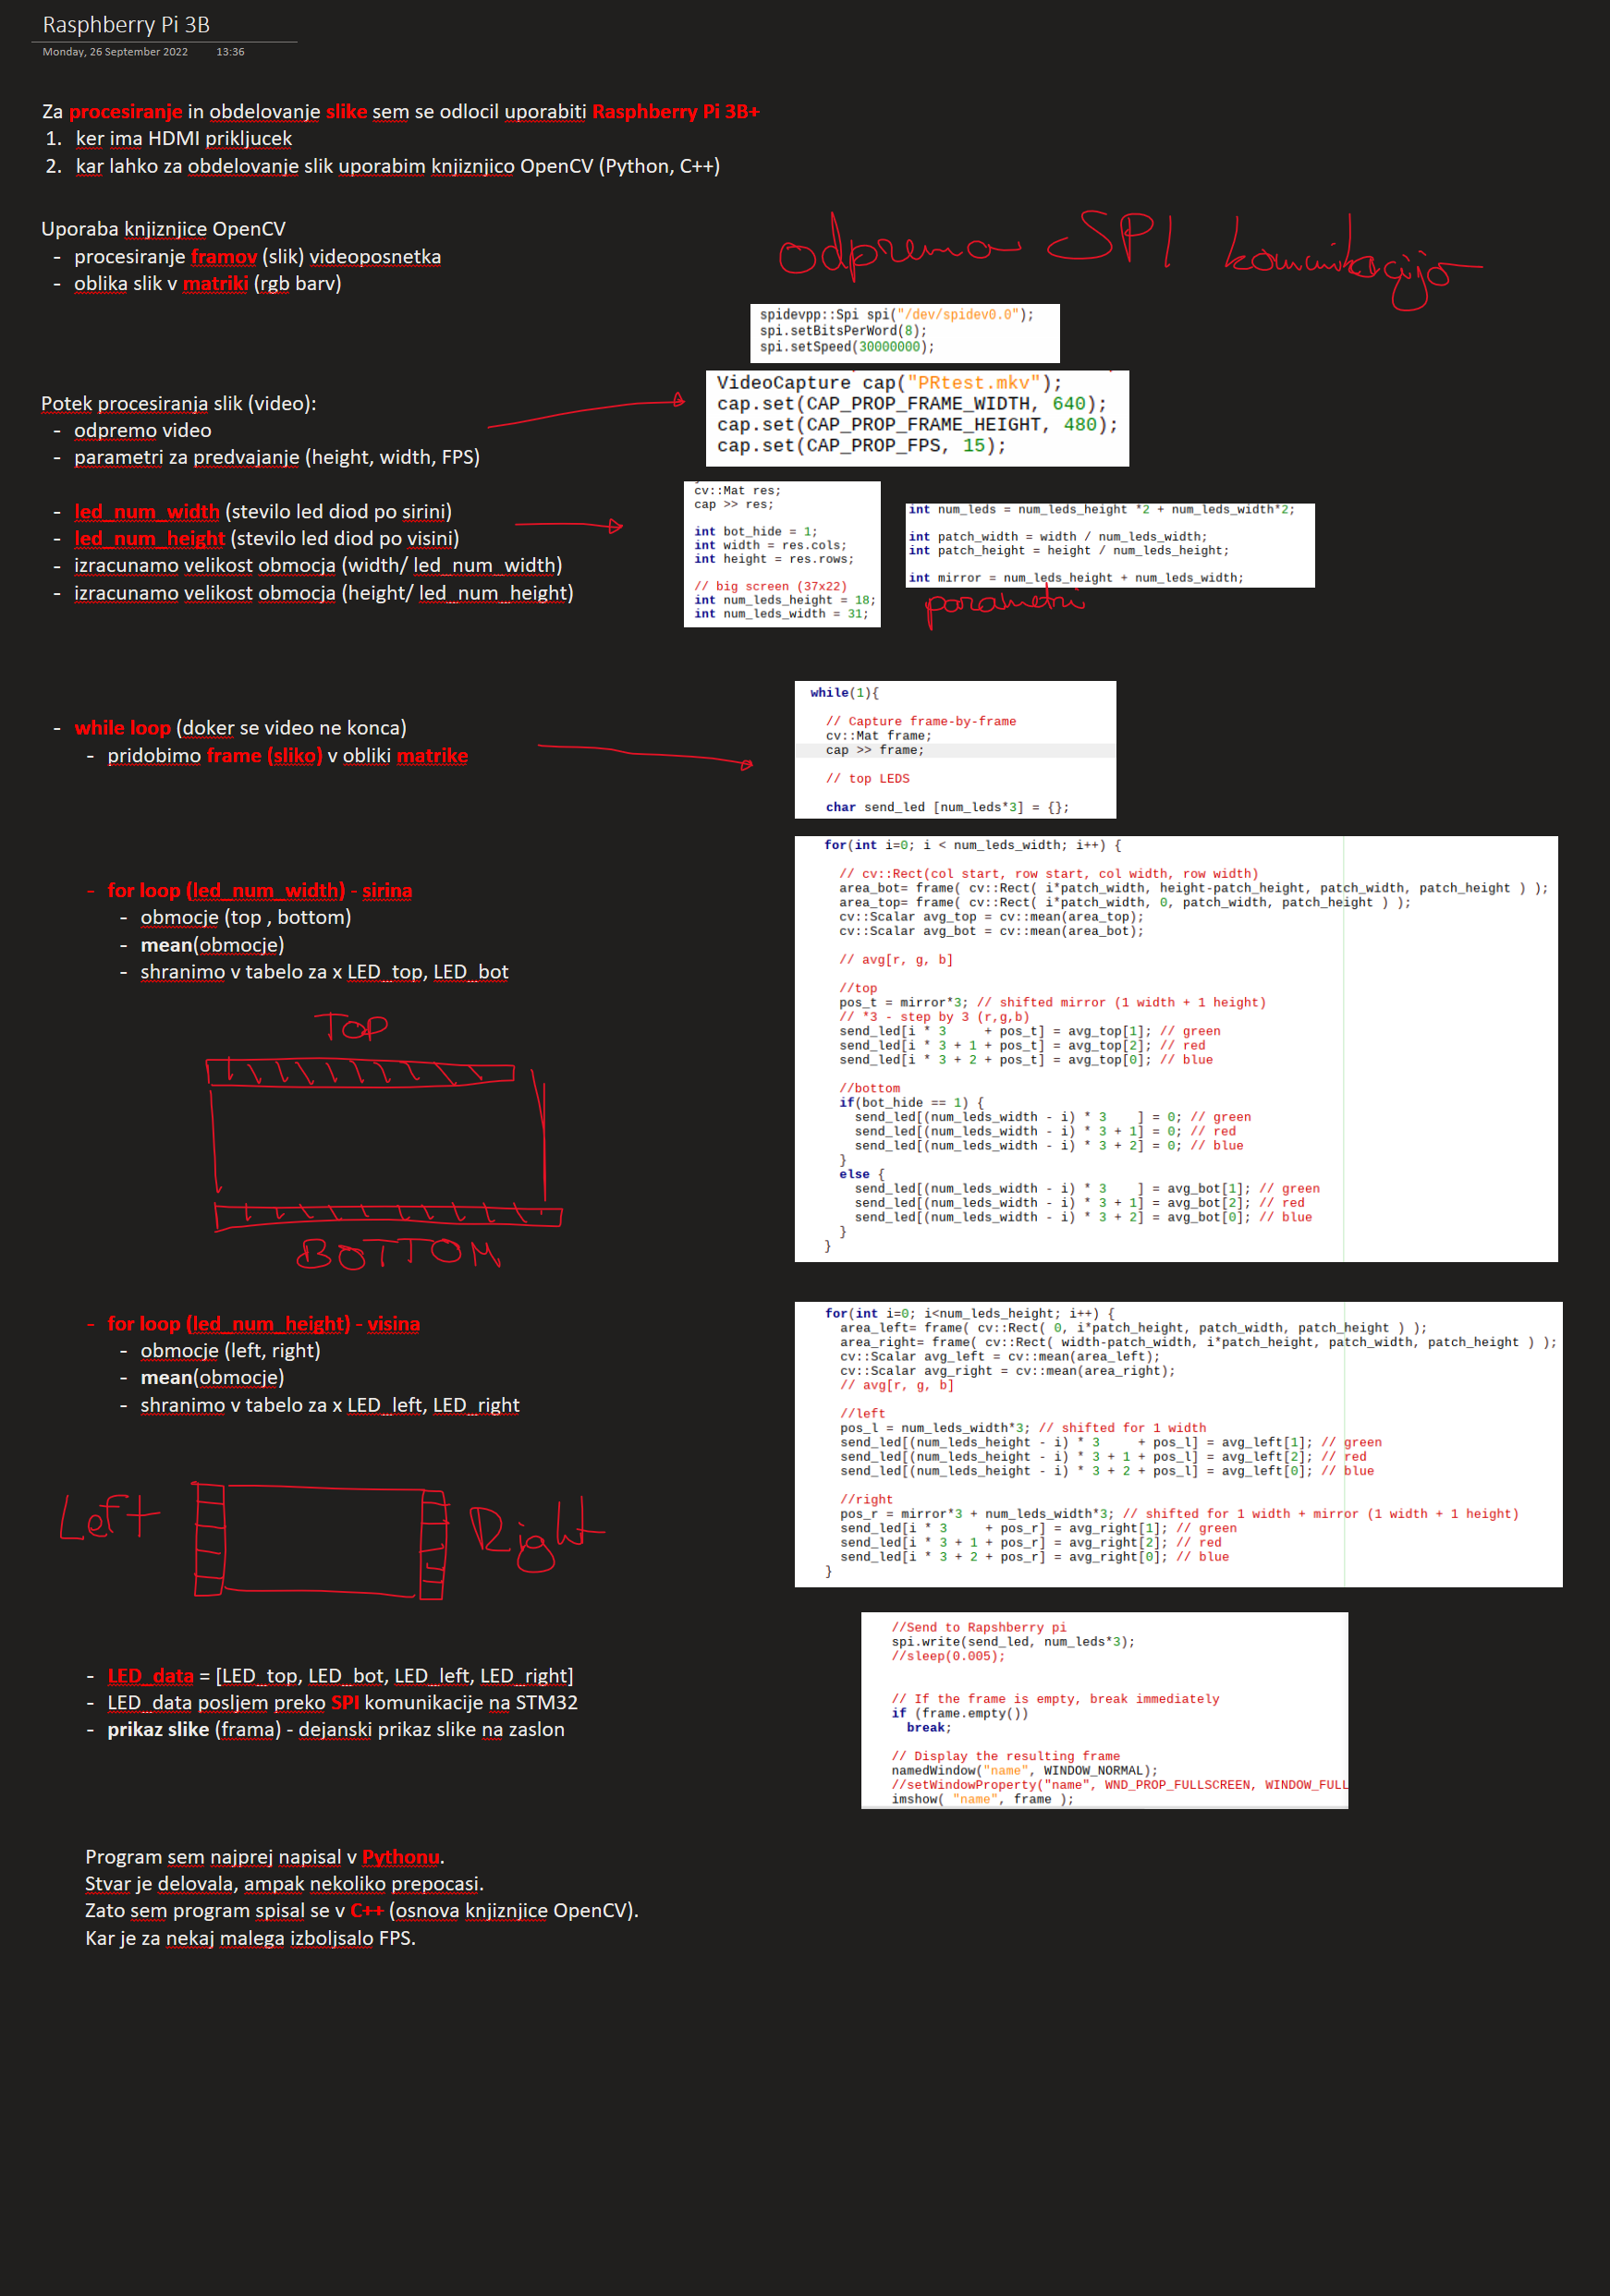 Rasphberry Pi 3B
Monday, 26 September 2022 13:36
Za procesiranje in obdelovanje slike sem se odlocil uporabiti Rasphberry Pi 3B+
1. ker ima HDMI prikljucek
2. kar lahko za obdelovanje slik uporabim knjiznjico OpenCV (Python, C++)
Uporaba knjiznjice OpenCV
- procesiranje framov (slik) videoposnetka
- oblika slik v matriki (rgb barv)
odpremo SPI komunikacijo
spidevpp::Spi spi("/dev/spidev0.0");
spi.setBitsPerWord(8);
spi.setSpeed(30000000);
Potek procesiranja slik (video):
- odpremo video
- parametri za predvajanje (height, width, FPS)
VideoCapture cap("PRtest.mkv");
cap.set(CAP_PROP_FRAME_WIDTH, 640);
cap.set(CAP_PROP_FRAME_HEIGHT, 480);
cap.set(CAP_PROP_FPS, 15);
- led_num_width (stevilo led diod po sirini)
- led_num_height (stevilo led diod po visini)
- izracunamo velikost obmocja (width/ led_num_width)
- izracunamo velikost obmocja (height/ led_num_height)
cv::Mat res;
cap >> res;
int bot_hide = 1;
int width = res.cols;
int height = res.rows;
// big screen (37x22)
int num_leds_height = 18;
int num_leds_width = 31;
int num_leds = num_leds_height *2 + num_leds_width*2;
int patch_width = width / num_leds_width;
int patch_height = height / num_leds_height;
int mirror = num_leds_height + num_leds_width;
parametri
- while loop (doker se video ne konca)
- pridobimo frame (sliko) v obliki matrike
while(1){
// Capture frame-by-frame
cv::Mat frame;
cap >> frame;
// top LEDS
char send_led [num_leds*3] = {};
- for loop (led_num_width) - sirina
- obmocje (top , bottom)
- mean(obmocje)
- shranimo v tabelo za x LED_top, LED_bot
TOP
BOTTOM
for(int i=0; i < num_leds_width; i++) {
// cv::Rect(col start, row start, col width, row width)
area_bot= frame( cv::Rect( i*patch_width, height-patch_height, patch_width, patch_height ) );
area_top= frame( cv::Rect( i*patch_width, 0, patch_width, patch_height ) );
cv::Scalar avg_top = cv::mean(area_top);
cv::Scalar avg_bot = cv::mean(area_bot);
// avg[r, g, b]
//top
pos_t = mirror*3; // shifted mirror (1 width + 1 height)
// *3 - step by 3 (r,g,b)
send_led[i * 3 + pos_t] = avg_top[1]; // green
send_led[i * 3 + 1 + pos_t] = avg_top[2]; // red
send_led[i * 3 + 2 + pos_t] = avg_top[0]; // blue
//bottom
if(bot_hide == 1) {
send_led[(num_leds_width - i) * 3 ] = 0; // green
send_led[(num_leds_width - i) * 3 + 1] = 0; // red
send_led[(num_leds_width - i) * 3 + 2] = 0; // blue
}
else {
send_led[(num_leds_width - i) * 3 ] = avg_bot[1]; // green
send_led[(num_leds_width - i) * 3 + 1] = avg_bot[2]; // red
send_led[(num_leds_width - i) * 3 + 2] = avg_bot[0]; // blue
}
}
- for loop (led_num_height) - visina
- obmocje (left, right)
- mean(obmocje)
- shranimo v tabelo za x LED_left, LED_right
Left Right
for(int i=0; i<num_leds_height; i++) {
area_left= frame( cv::Rect( 0, i*patch_height, patch_width, patch_height ) );
area_right= frame( cv::Rect( width-patch_width, i*patch_height, patch_width, patch_height ) );
cv::Scalar avg_left = cv::mean(area_left);
cv::Scalar avg_right = cv::mean(area_right);
// avg[r, g, b]
//left
pos_l = num_leds_width*3; // shifted for 1 width
send_led[(num_leds_height - i) * 3 + pos_l] = avg_left[1]; // green
send_led[(num_leds_height - i) * 3 + 1 + pos_l] = avg_left[2]; // red
send_led[(num_leds_height - i) * 3 + 2 + pos_l] = avg_left[0]; // blue
//right
pos_r = mirror*3 + num_leds_width*3; // shifted for 1 width + mirror (1 width + 1 height)
send_led[i * 3 + pos_r] = avg_right[1]; // green
send_led[i * 3 + 1 + pos_r] = avg_right[2]; // red
send_led[i * 3 + 2 + pos_r] = avg_right[0]; // blue
}
- LED_data = [LED_top, LED_bot, LED_left, LED_right]
- LED_data posljem preko SPI komunikacije na STM32
- prikaz slike (frama) - dejanski prikaz slike na zaslon
//Send to Rapshberry pi
spi.write(send_led, num_leds*3);
//sleep(0.005);
// If the frame is empty, break immediately
if (frame.empty())
break;
// Display the resulting frame
namedWindow("name", WINDOW_NORMAL);
//setWindowProperty("name", WND_PROP_FULLSCREEN, WINDOW_FULL
imshow( "name", frame );
Program sem najprej napisal v Pythonu.
Stvar je delovala, ampak nekoliko prepocasi.
Zato sem program spisal se v C++ (osnova knjiznjice OpenCV).
Kar je za nekaj malega izboljsalo FPS.